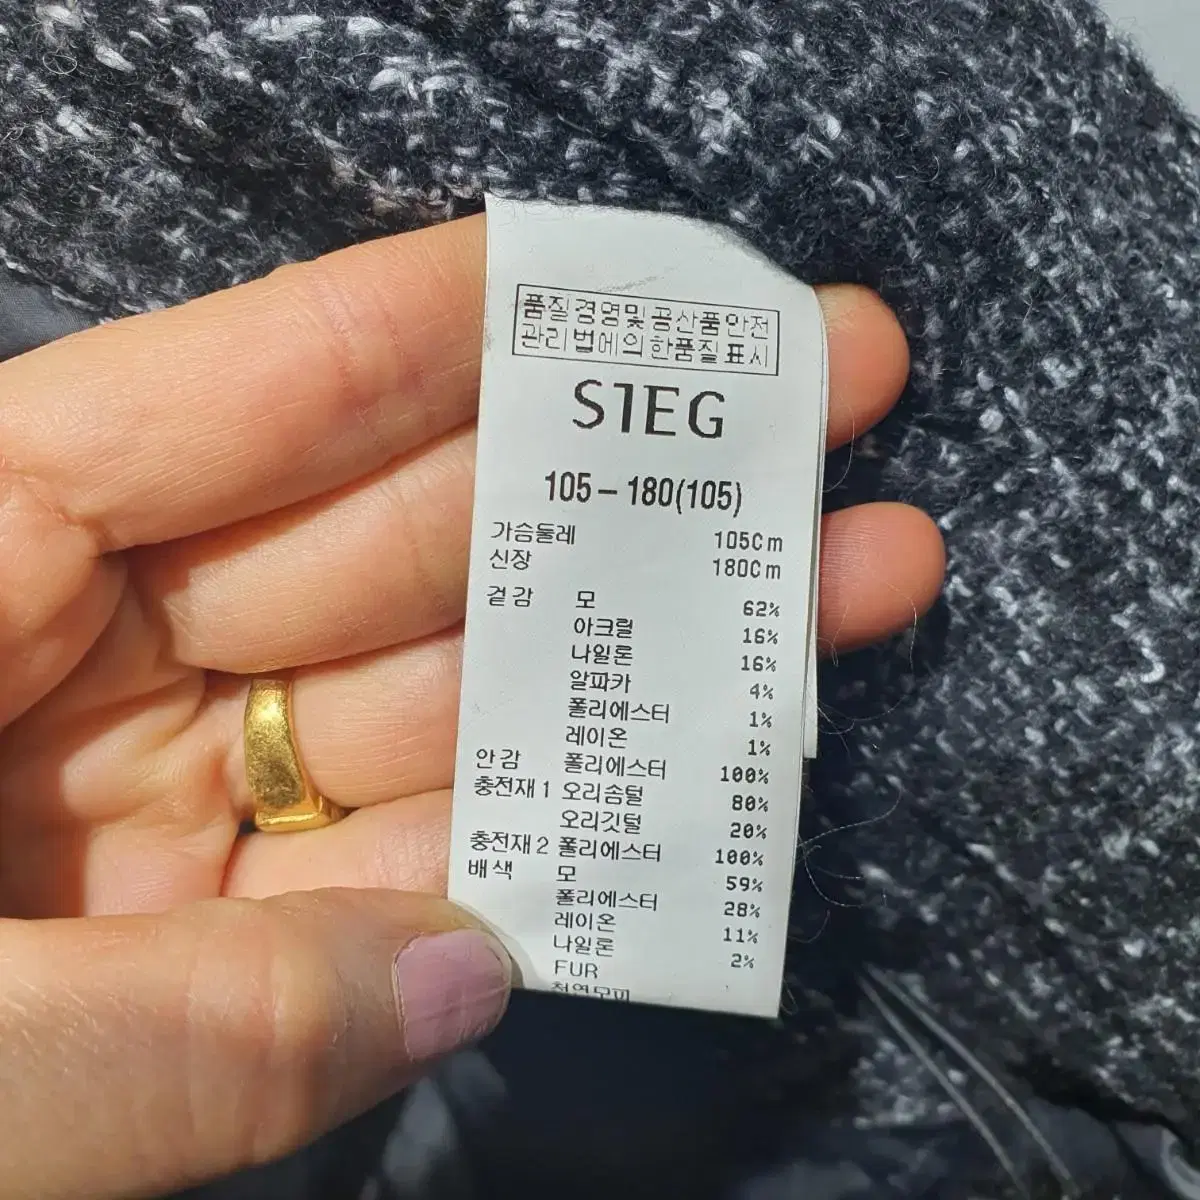 품질경영및공산품안전
관리법에의한품질표시
SIEG
105-180(105)
가슴둘레 105Cm
신장 180Cm
겉감 모 62%
아크릴 16%
나일론 16%
알파카 4%
폴리에스터 1%
레이온 1%
안감 폴리에스터 100%
충전재1 오리솜털 80%
오리깃털 20%
충전재2 폴리에스터 100%
배색 모 59%
폴리에스터 28%
레이온 11%
나일론 2%
FUR
천연모피